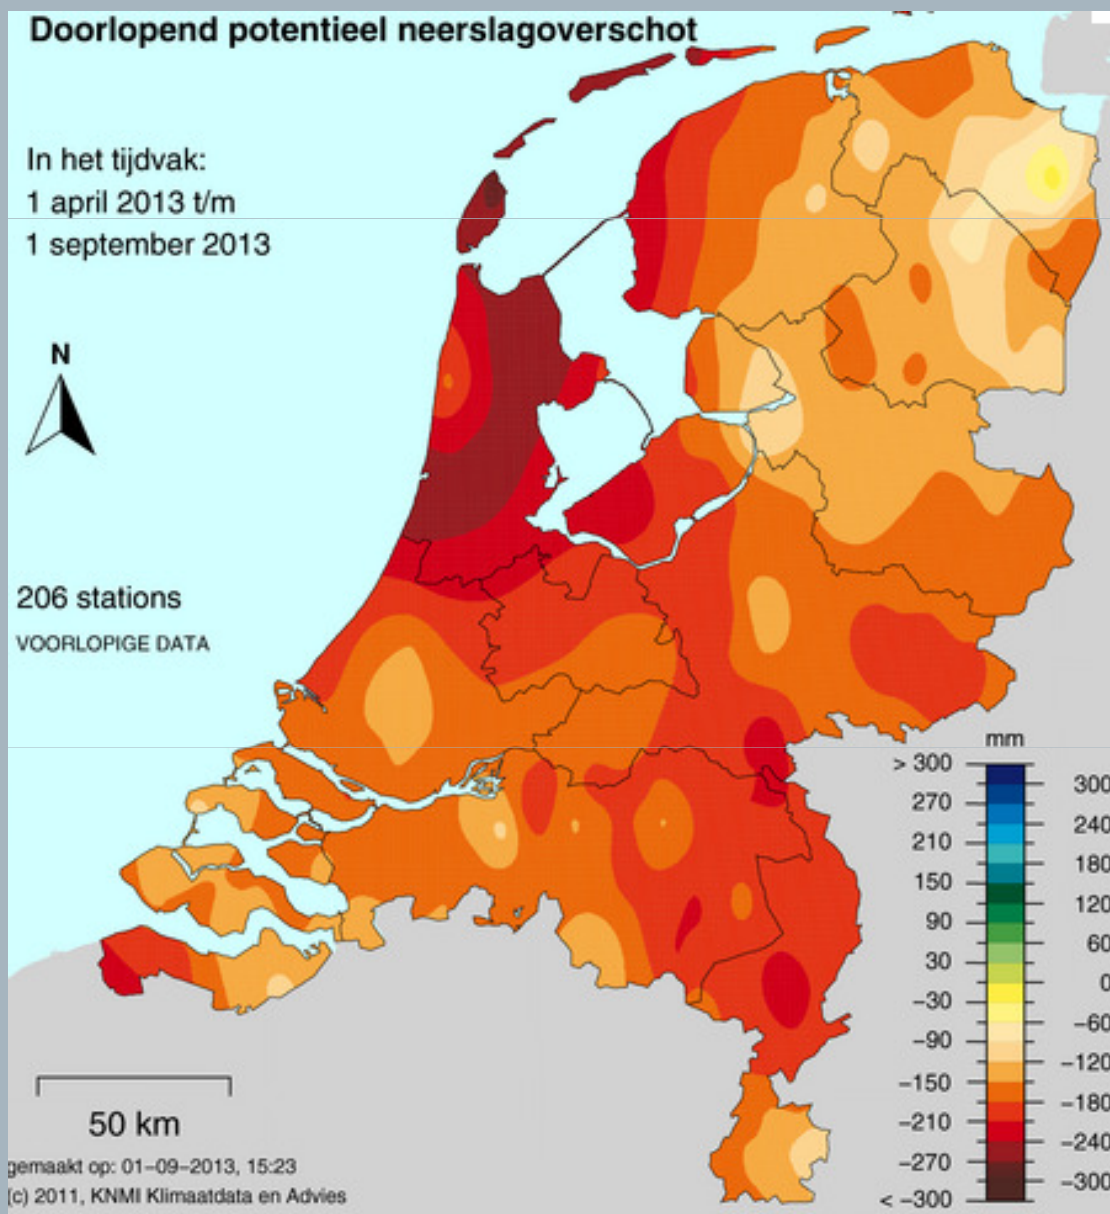 Doorlopend potentieel neerslagoverschot
In het tijdvak:
1 april 2013 t/m
1 september 2013
N
206 stations
VOORLOPIGE DATA
mm
> 300
300
270
240
210
180
150
120
90
60
30
0
−30
−60
−90
−120
−150
−180
−210
−240
−270
−300
< −300
50 km
gemaakt op: 01−09−2013, 15:23
(c) 2011, KNMI Klimaatdata en Advies